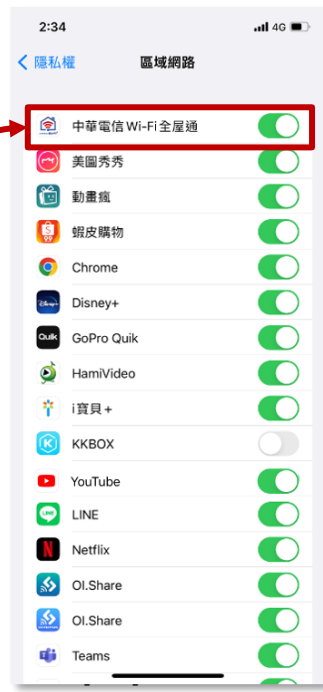 2:34
4G
隱私權
區域網路
中華電信 Wi-Fi 全屋通
美圖秀秀
動畫瘋
蝦皮購物
Chrome
Disney+
Quik
GoPro Quik
HamiVideo
i寶貝+
KKBOX
YouTube
LINE
Netflix
OI.Share
OI.Share
Teams